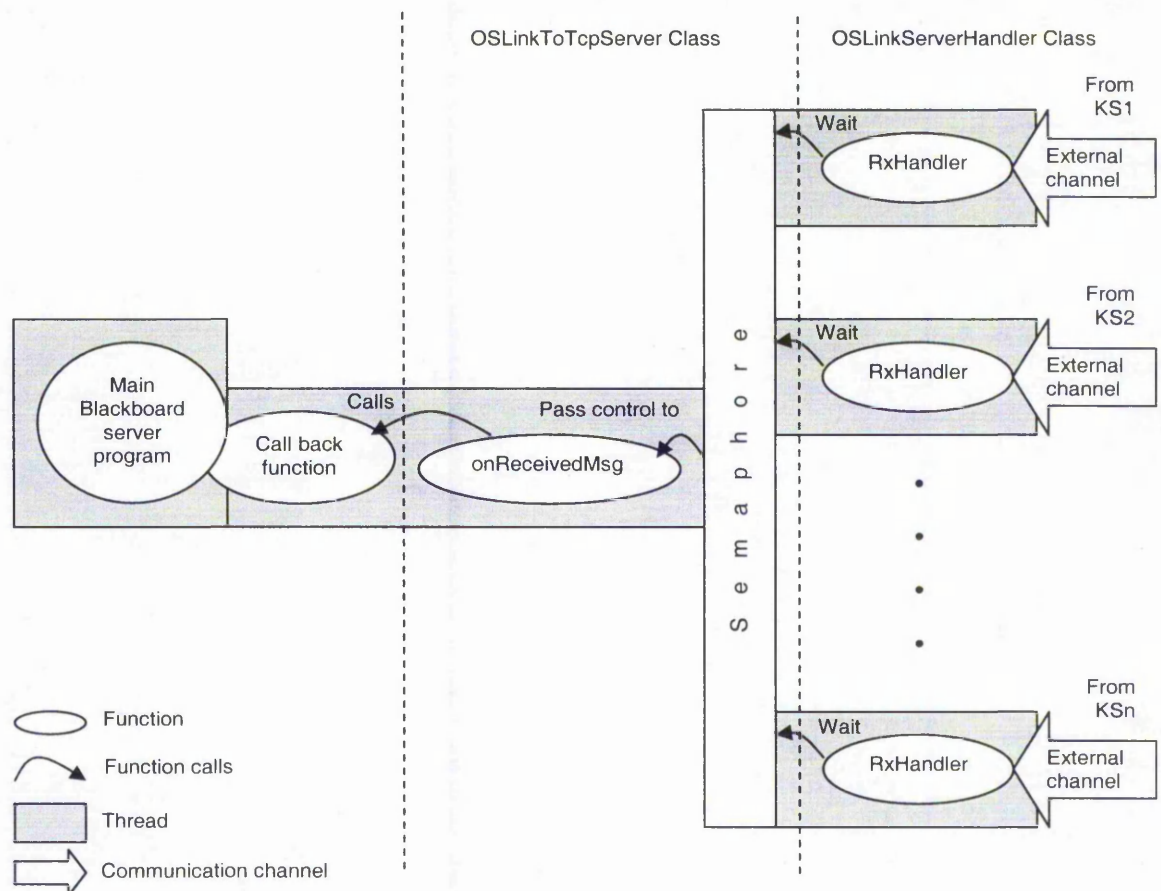 OSLinkToTcpServer Class
OSLinkServerHandler Class
From
KS1
Wait
RxHandler
External
channel
From
KS2
Wait
RxHandler
External
channel
Semaphore
Main
Blackboard
server
program
Calls
Call back
function
Pass control to
onReceivedMsg
From
KSn
Wait
RxHandler
External
channel
Function
Function calls
Thread
Communication channel